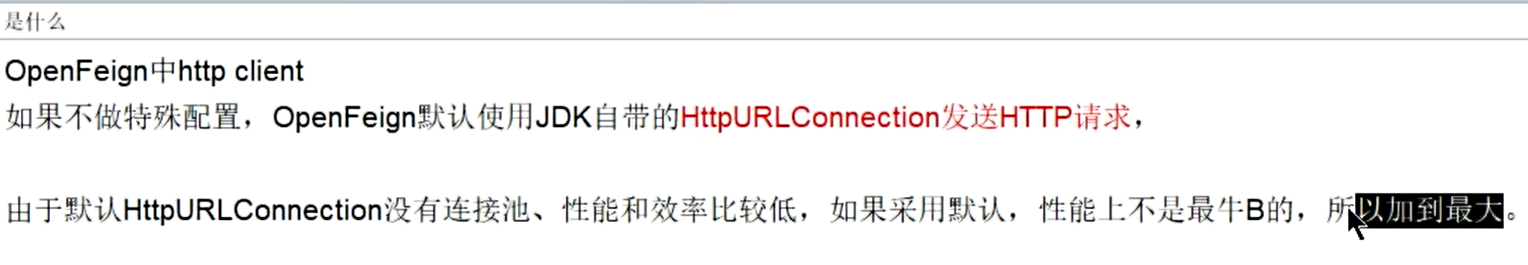 是什么
OpenFeign中http client
如果不做特殊配置，OpenFeign默认使用JDK自带的HttpURLConnection发送HTTP请求，
由于默认HttpURLConnection没有连接池、性能和效率比较低，如果采用默认，性能上不是最牛B的，所以加到最大。